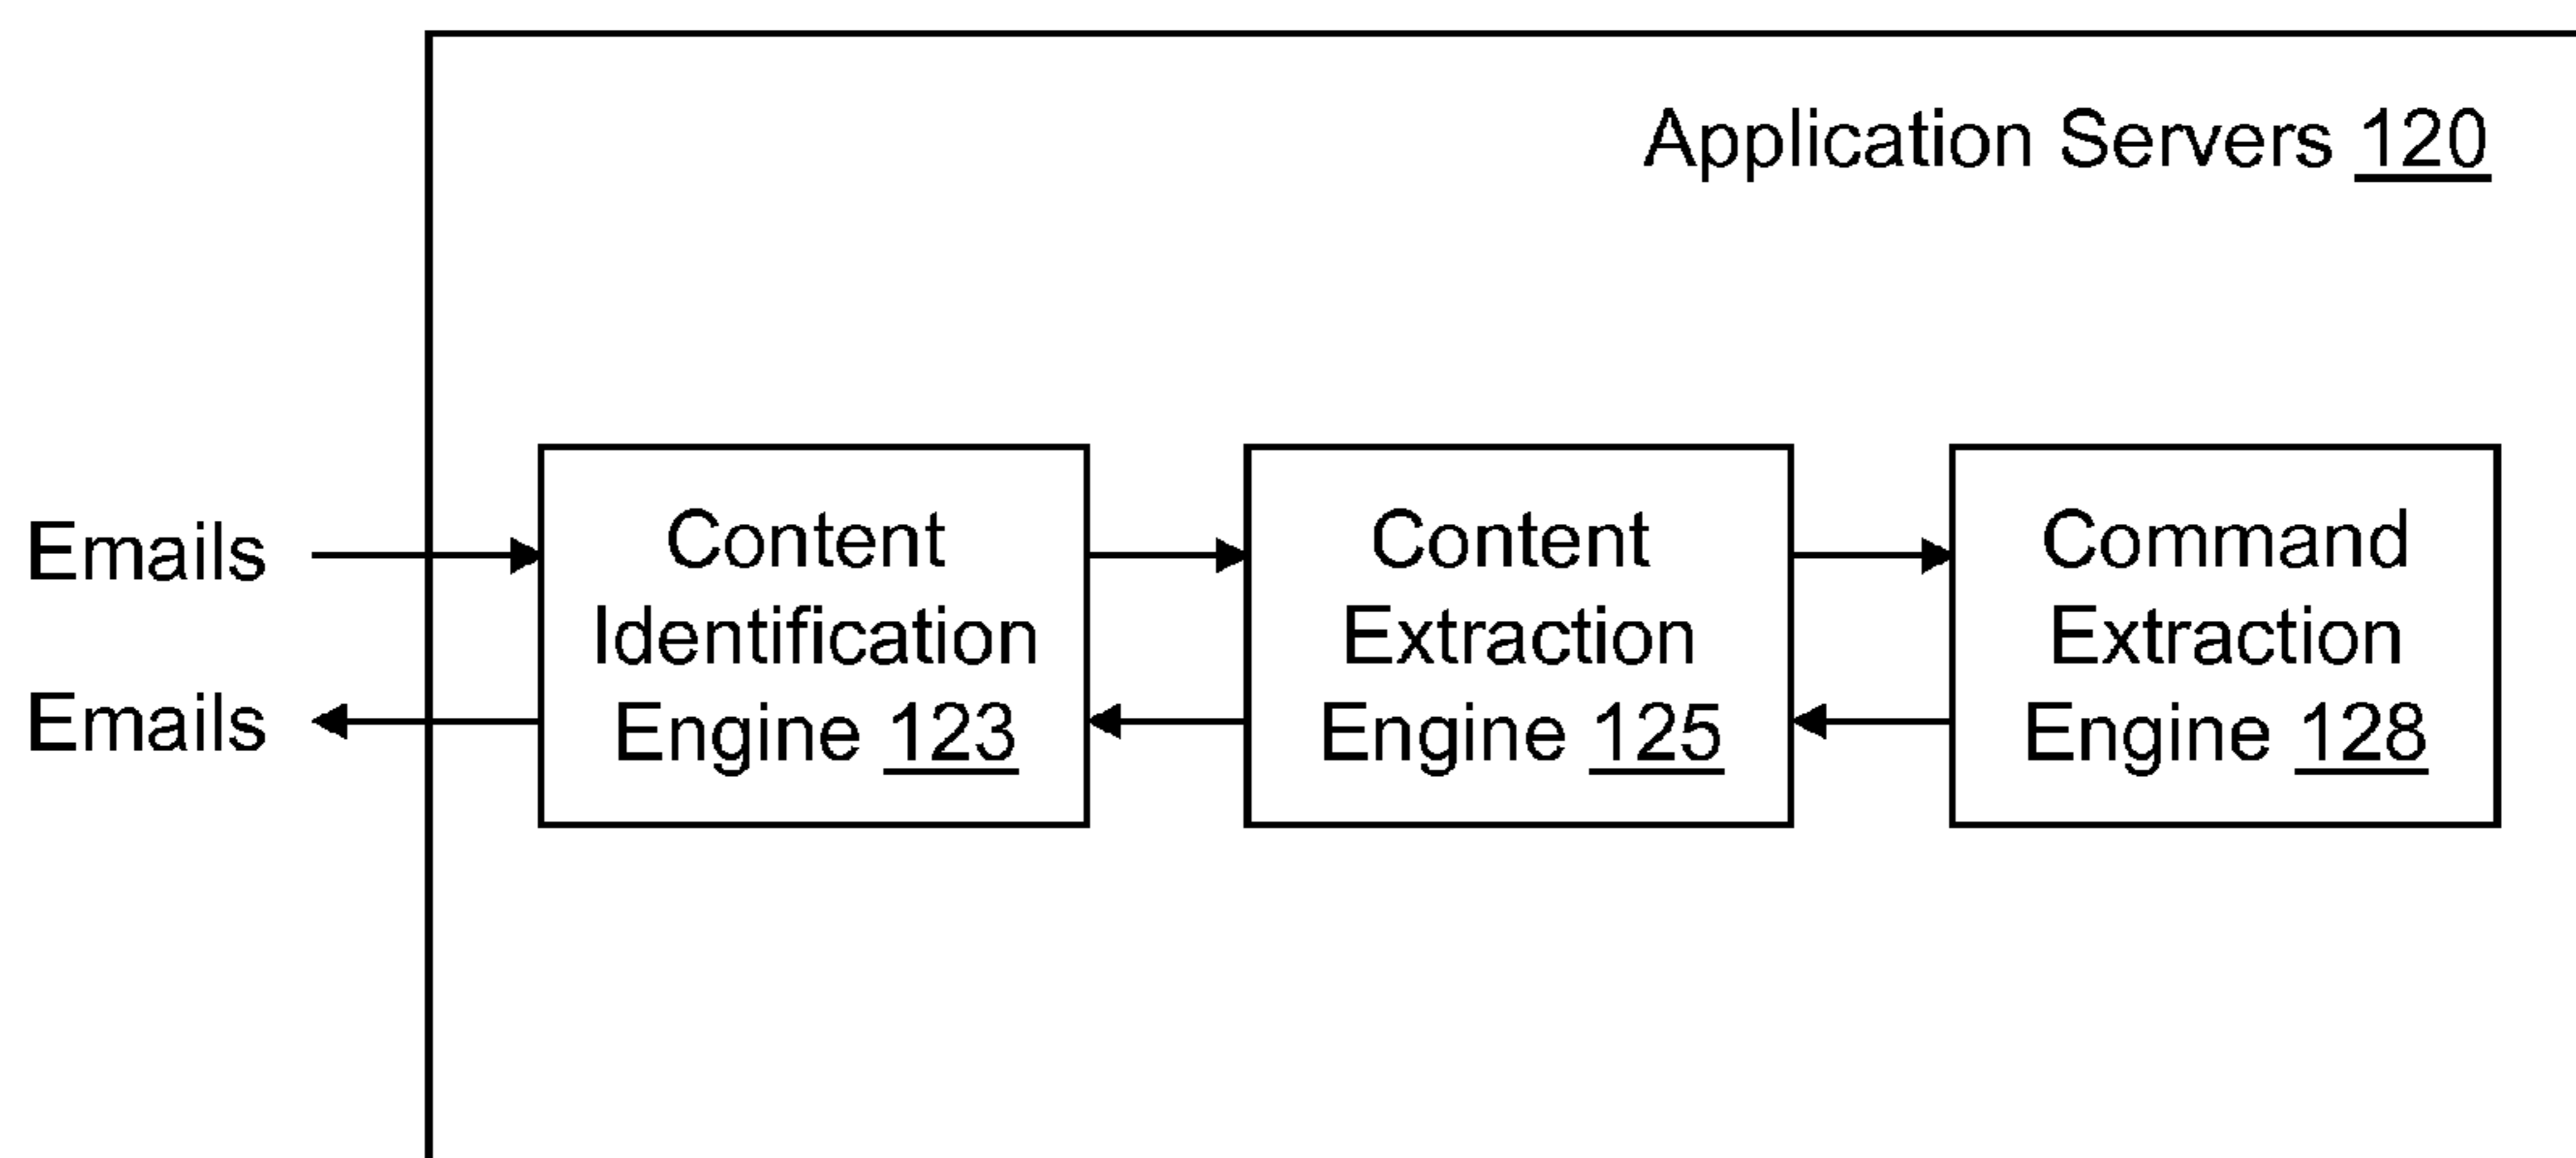 Application Servers 120
Emails
Emails
Content
Identification
Engine 123
Content
Extraction
Engine 125
Command
Extraction
Engine 128